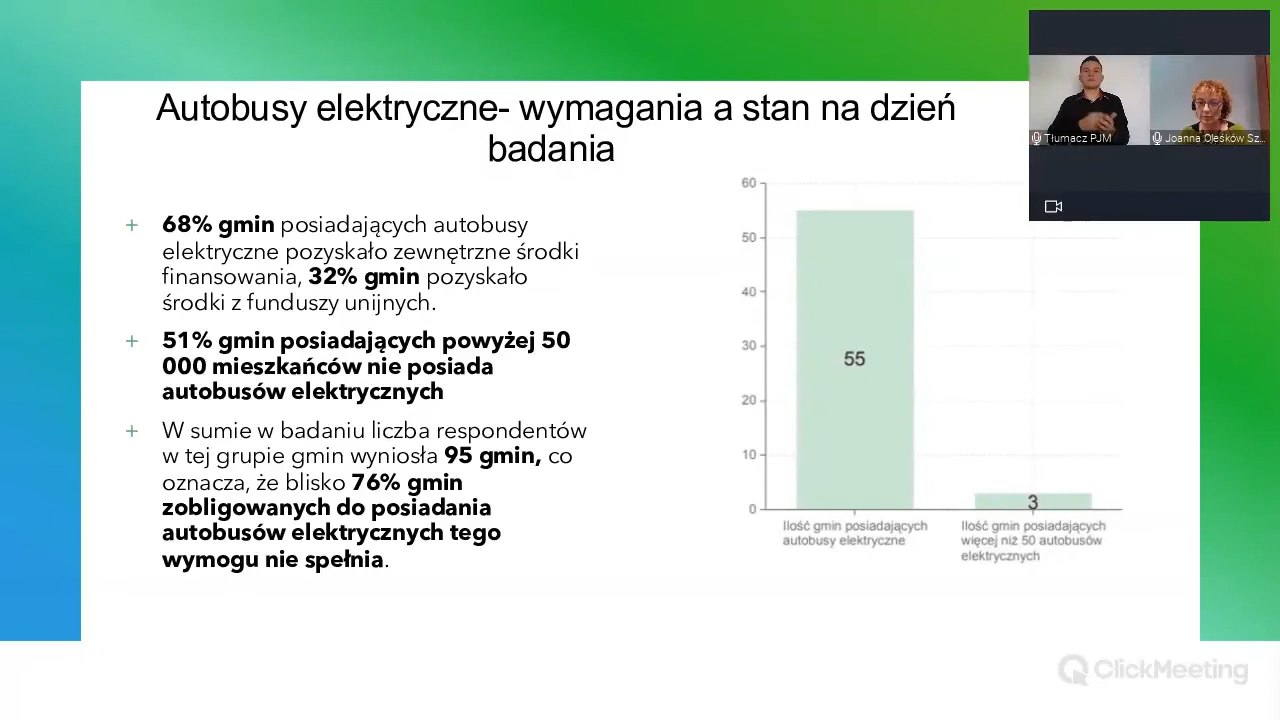 Autobusy elektryczne- wymagania a stan na dzień
badania
+ 68% gmin posiadających autobusy
elektryczne pozyskało zewnętrzne środki
finansowania, 32% gmin pozyskało
środki z funduszy unijnych.
+ 51% gmin posiadających powyżej 50
000 mieszkańców nie posiada
autobusów elektrycznych
+ W sumie w badaniu liczba respondentów
w tej grupie gmin wyniosła 95 gmin, co
oznacza, że blisko 76% gmin
zobligowanych do posiadania
autobusów elektrycznych tego
wymogu nie spełnia.
60
50
40
30
20
10
0
55
3
Ilość gmin posiadających
autobusy elektryczne
Ilość gmin posiadających
więcej niż 50 autobusów
elektrycznych
Tłumacz PJM
Joanna Oleśków Sz...
ClickMeeting